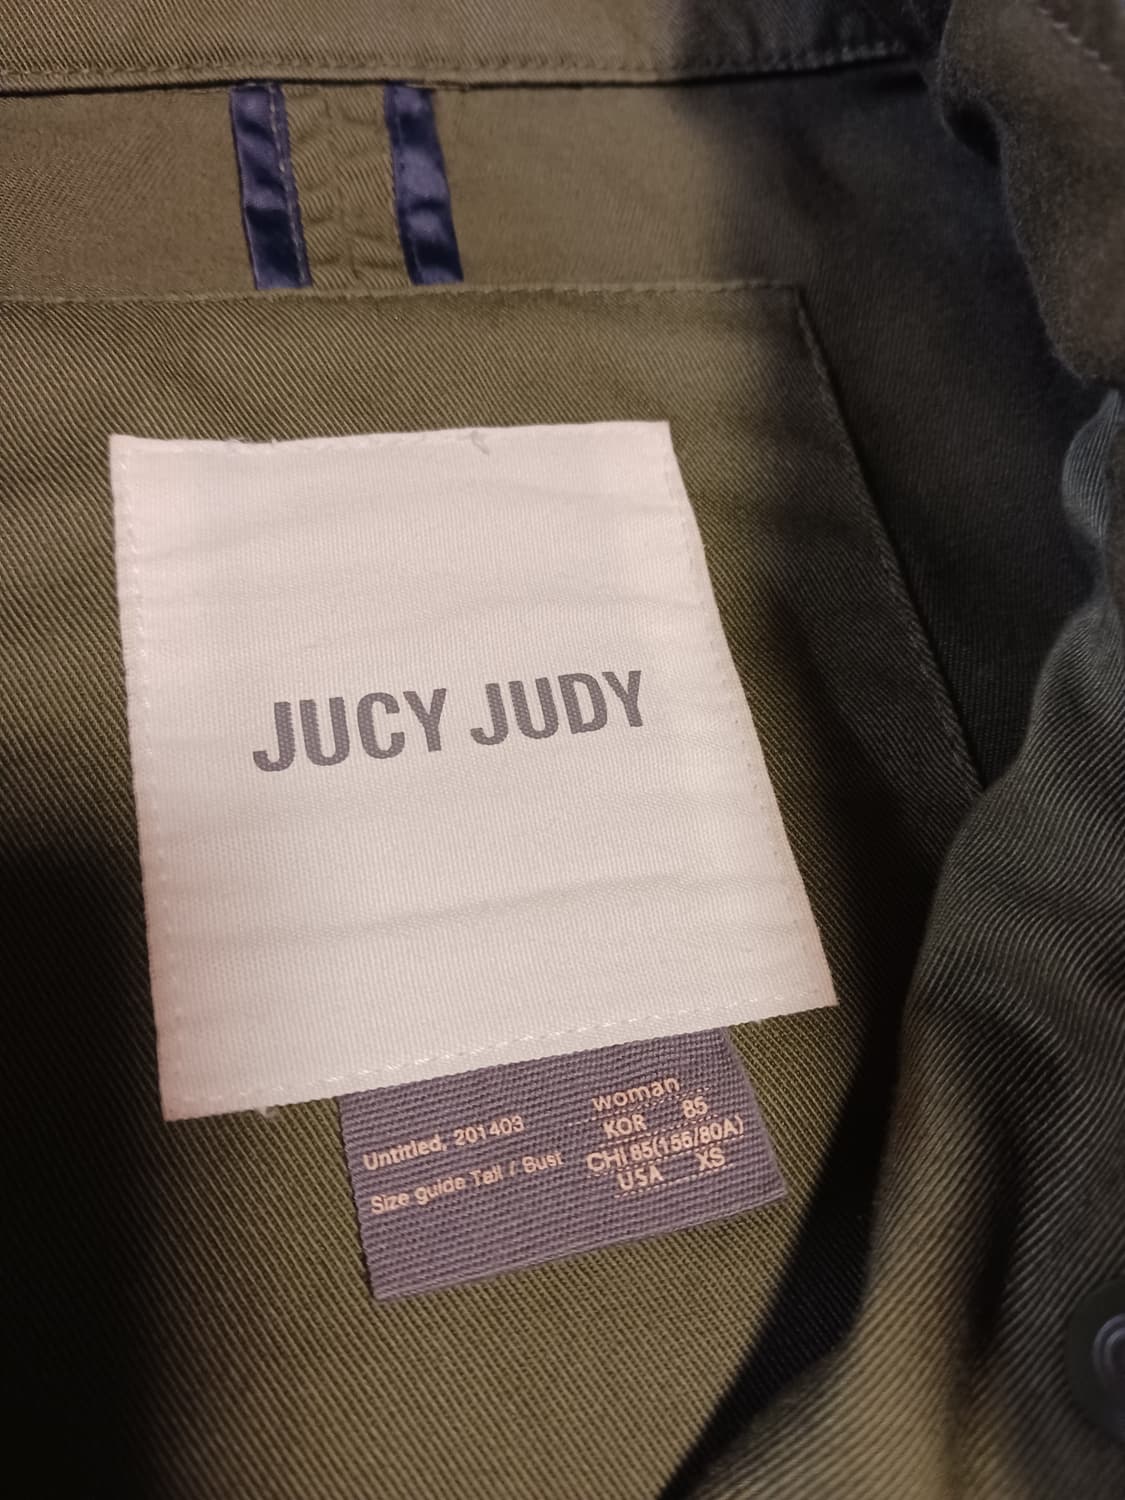 JUCY JUDY
Untitled, 201403
Size guide Tall / Bust
woman
KOR 85
CHI 85(155/80A)
USA XS